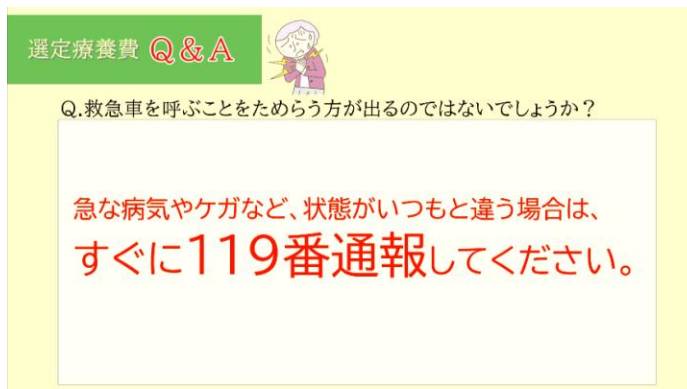 選定療養費 Q&A
Q.救急車を呼ぶことをためらう方が出るのではないでしょうか？
急な病気やケガなど、状態がいつもと違う場合は、
すぐに119番通報してください。